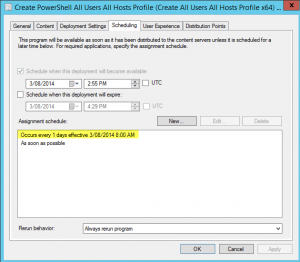 Create PowerShell All Users All Hosts Profile (Create All Users All Hosts Profile x64) ...
General
Content
Deployment Settings
Scheduling
User Experience
Distribution Points
This program will be available as soon as it has been distributed to the content servers unless it is scheduled for a
later time below. For required applications, specify the assignment schedule.
Schedule when this deployment will become available:
3/08/2014
2:55 PM
UTC
Schedule when this deployment will expire:
3/08/2014
4:29 PM
UTC
Assignment schedule:
New...
Edit...
Delete
Occurs every 1 days effective 3/08/2014 8:00 AM
As soon as possible
Rerun behavior:
Always rerun program
OK
Cancel
Apply